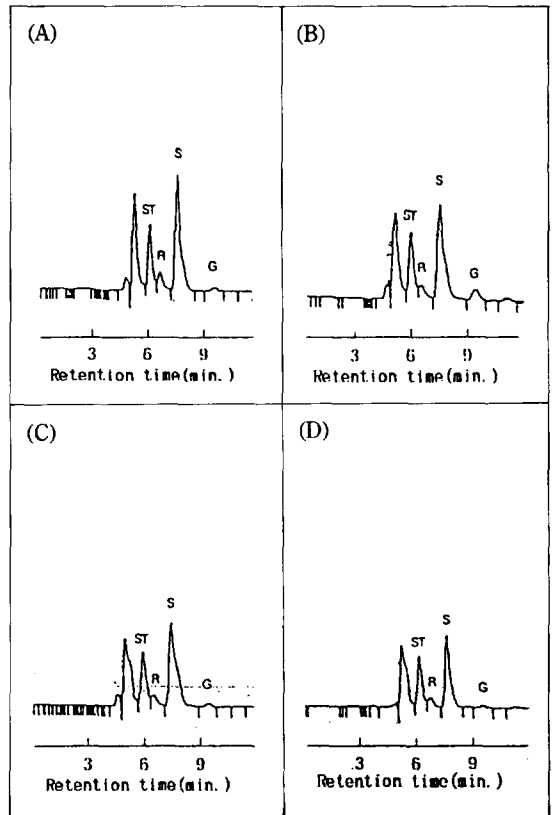 (A)
S
ST
R
G
3 6 9
Retention time(min.)
(B)
S
ST
R
G
3 6 9
Retention time(min.)
(C)
S
ST
R
G
3 6 9
Retention time(min.)
(D)
S
ST
R
G
3 6 9
Retention time(min.)